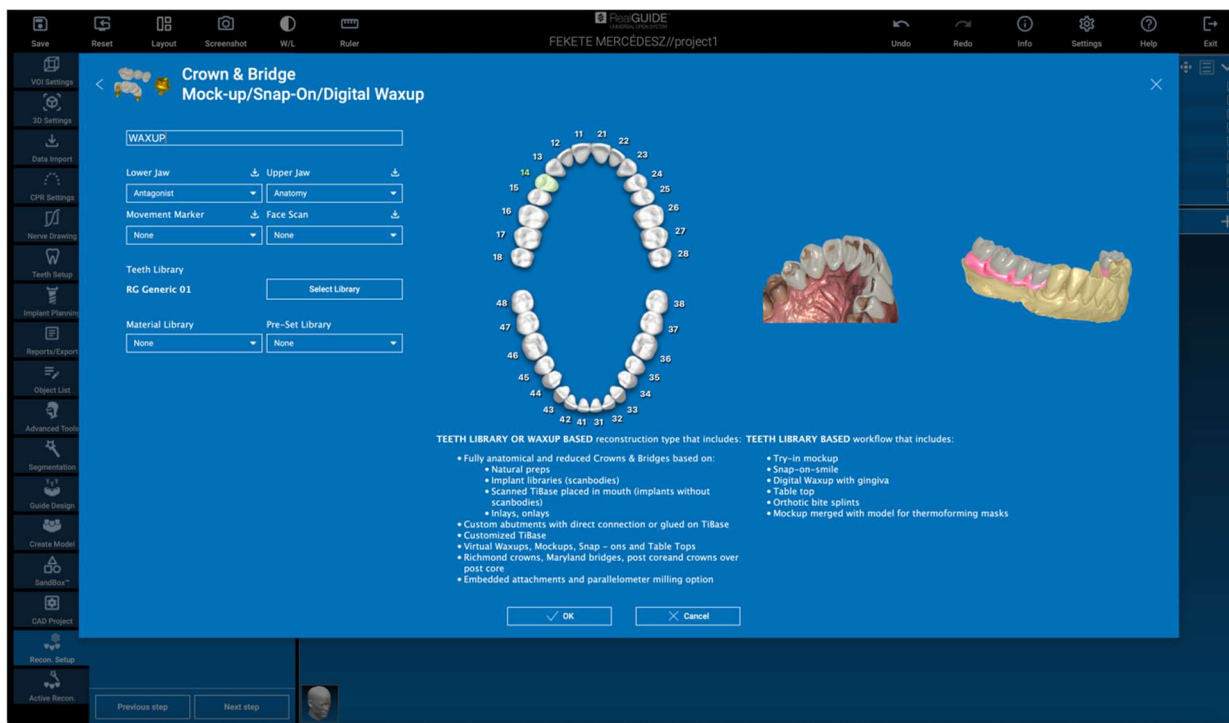 RealGUIDE
UNIVERSAL OPEN SYSTEM
Save
Reset
Layout
Screenshot
W/L
Ruler
FEKETE MERCÉDESZ//project1
Undo
Redo
Info
Settings
Help
Exit
VOI Settings
3D Settings
Data Import
CPR Settings
Nerve Drawing
Teeth Setup
Implant Planning
Reports/Export
Object List
Advanced Tools
Segmentation
Guide Design
Create Model
SandBox™
CAD Project
Recon. Setup
Active Recon.
Crown & Bridge
Mock-up/Snap-On/Digital Waxup
WAXUP
Lower Jaw
Upper Jaw
Antagonist
Anatomy
Movement Marker
Face Scan
None
None
Teeth Library
RG Generic 01
Select Library
Material Library
Pre-Set Library
None
None
11 21
12 22
13 23
14 24
15 25
16 26
17 27
18 28
48 38
47 37
46 36
45 35
44 34
43 33
42 41 31 32
TEETH LIBRARY OR WAXUP BASED reconstruction type that includes:
• Fully anatomical and reduced Crowns & Bridges based on:
• Natural preps
• Implant libraries (scanbodies)
• Scanned TiBase placed in mouth (implants without
scanbodies)
• Inlays, onlays
• Custom abutments with direct connection or glued on TiBase
• Customized TiBase
• Virtual Waxups, Mockups, Snap - ons and Table Tops
• Richmond crowns, Maryland bridges, post coreand crowns over
post core
• Embedded attachments and parallelometer milling option
TEETH LIBRARY BASED workflow that includes:
• Try-in mockup
• Snap-on-smile
• Digital Waxup with gingiva
• Table top
• Orthotic bite splints
• Mockup merged with model for thermoforming masks
OK
Cancel
Previous step
Next step